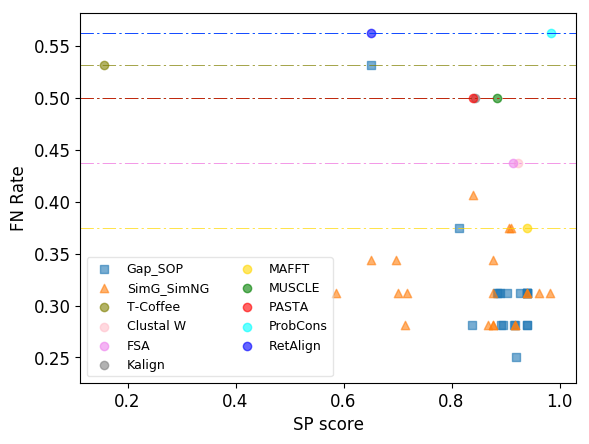 0.55
0.50
0.45
0.40
0.35
0.30
0.25
FN Rate
Gap_SOP
SimG_SimNG
T-Coffee
Clustal W
FSA
Kalign
MAFFT
MUSCLE
PASTA
ProbCons
RetAlign
0.2 0.4 0.6 0.8 1.0
SP score